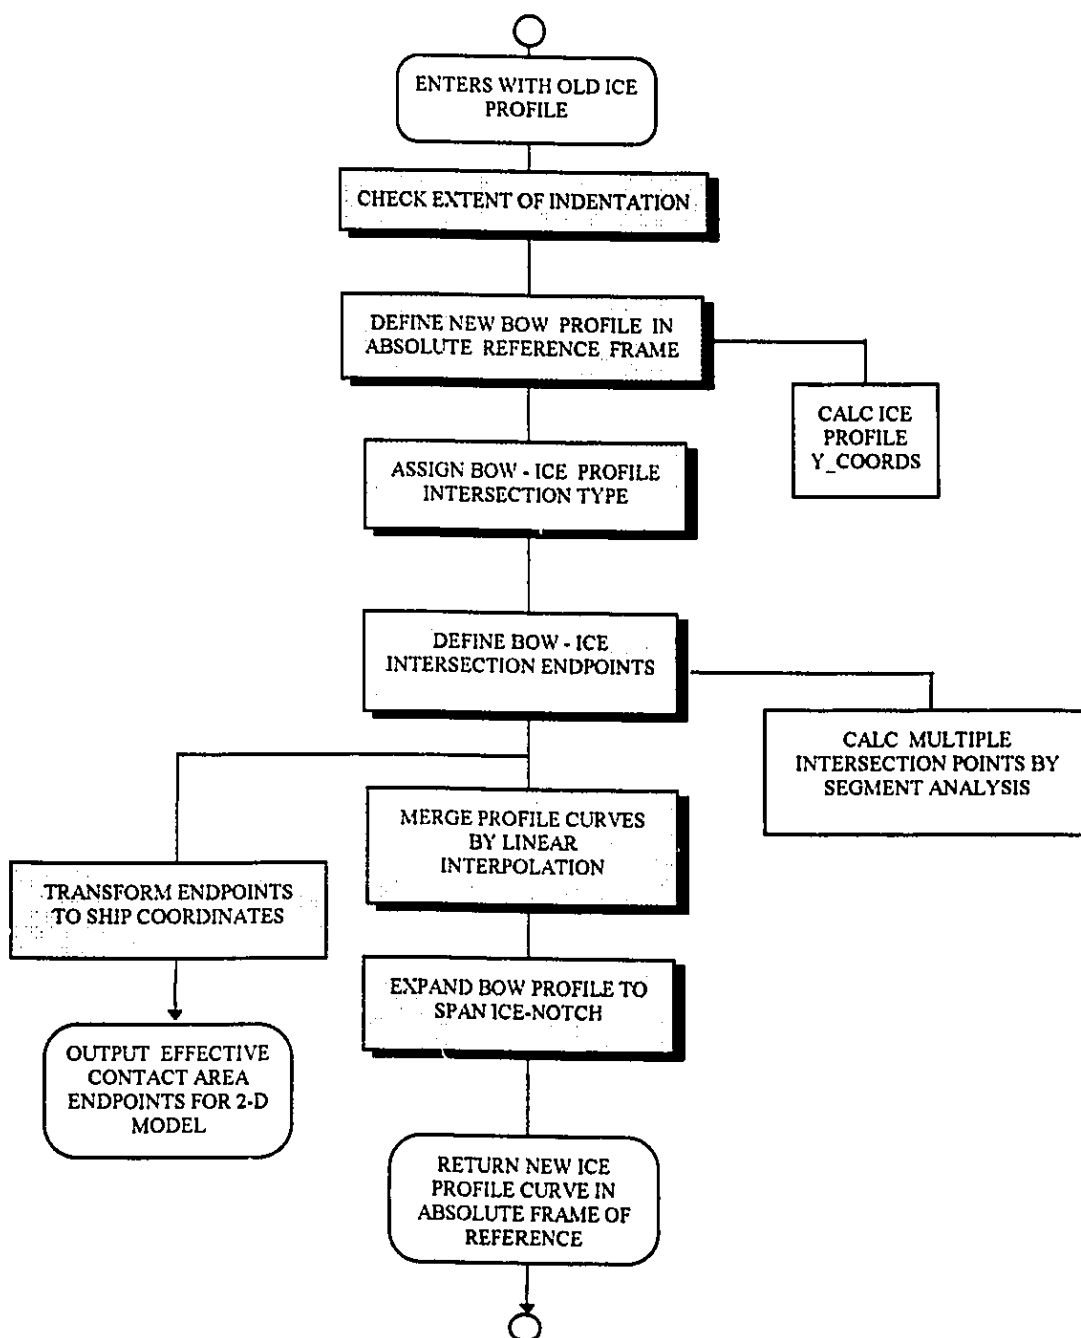 ENTERS WITH OLD ICE
PROFILE
CHECK EXTENT OF INDENTATION
DEFINE NEW BOW PROFILE IN
ABSOLUTE REFERENCE FRAME
CALC ICE
PROFILE
Y_COORDS
ASSIGN BOW - ICE PROFILE
INTERSECTION TYPE
DEFINE BOW - ICE
INTERSECTION ENDPOINTS
CALC MULTIPLE
INTERSECTION POINTS BY
SEGMENT ANALYSIS
MERGE PROFILE CURVES
BY LINEAR
INTERPOLATION
TRANSFORM ENDPOINTS
TO SHIP COORDINATES
EXPAND BOW PROFILE TO
SPAN ICE-NOTCH
OUTPUT EFFECTIVE
CONTACT AREA
ENDPOINTS FOR 2-D
MODEL
RETURN NEW ICE
PROFILE CURVE IN
ABSOLUTE FRAME OF
REFERENCE